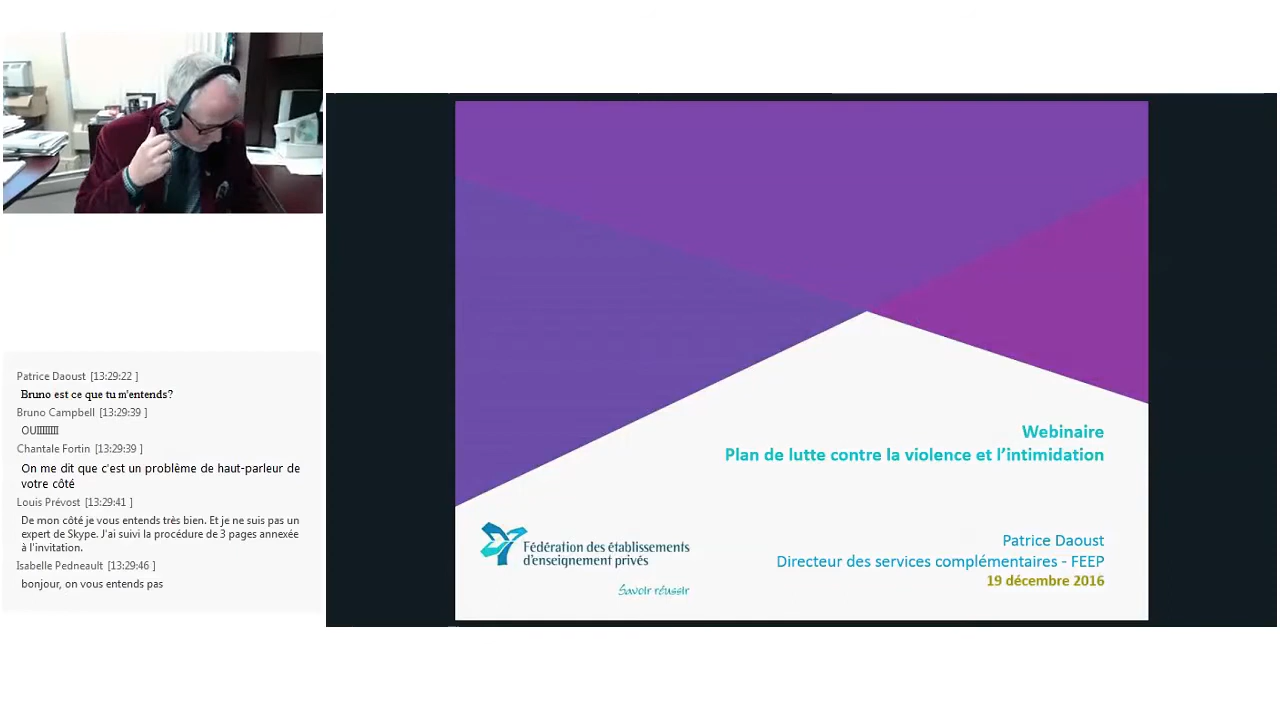 Patrice Daoust [13:29:22 ]
Bruno est ce que tu m'entends?
Bruno Campbell [13:29:39 ]
OUIIIIIIII
Chantale Fortin [13:29:39 ]
On me dit que c'est un problème de haut-parleur de
votre côté
Louis Prévost [13:29:41 ]
De mon côté je vous entends très bien. Et je ne suis pas un
expert de Skype. J'ai suivi la procédure de 3 pages annexée
à l'invitation.
Isabelle Pedneault [13:29:46 ]
bonjour, on vous entends pas
Webinaire
Plan de lutte contre la violence et l'intimidation
Fédération des établissements
d'enseignement privés
Savoir réussir
Patrice Daoust
Directeur des services complémentaires - FEEP
19 décembre 2016